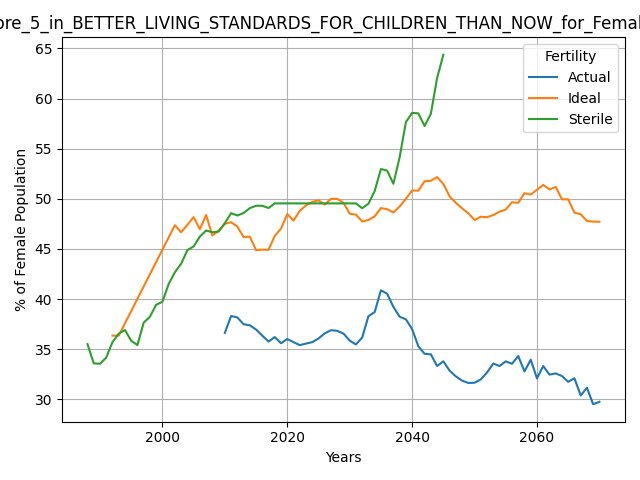 ore_5_in_BETTER_LIVING_STANDARDS_FOR_CHILDREN_THAN_NOW_for_Femal
Fertility
Actual
Ideal
Sterile
% of Female Population
65
60
55
50
45
40
35
30
2000
2020
2040
2060
Years